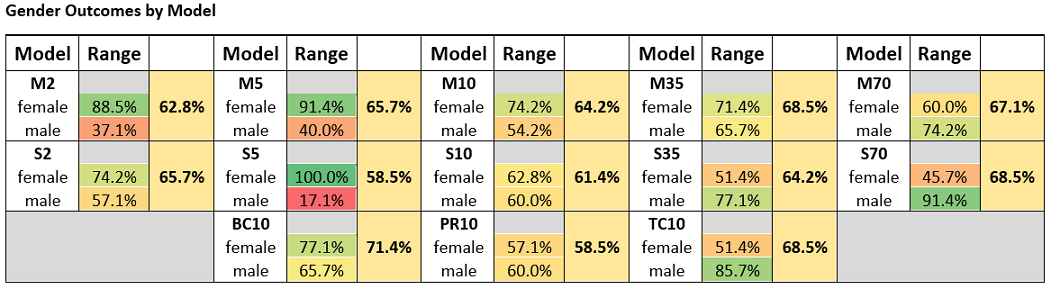 Gender Outcomes by Model
Model Range Model Range Model Range Model Range Model Range
M2 M5 M10 M35 M70
female 88.5% 62.8% female 91.4% 65.7% female 74.2% 64.2% female 71.4% 68.5% female 60.0% 67.1%
male 37.1% male 40.0% male 54.2% male 65.7% male 74.2%
S2 S5 S10 S35 S70
female 74.2% 65.7% female 100.0% 58.5% female 62.8% 61.4% female 51.4% 64.2% female 45.7% 68.5%
male 57.1% male 17.1% male 60.0% male 77.1% male 91.4%
BC10 PR10 TC10
female 77.1% 71.4% female 57.1% 58.5% female 51.4% 68.5%
male 65.7% male 60.0% male 85.7%